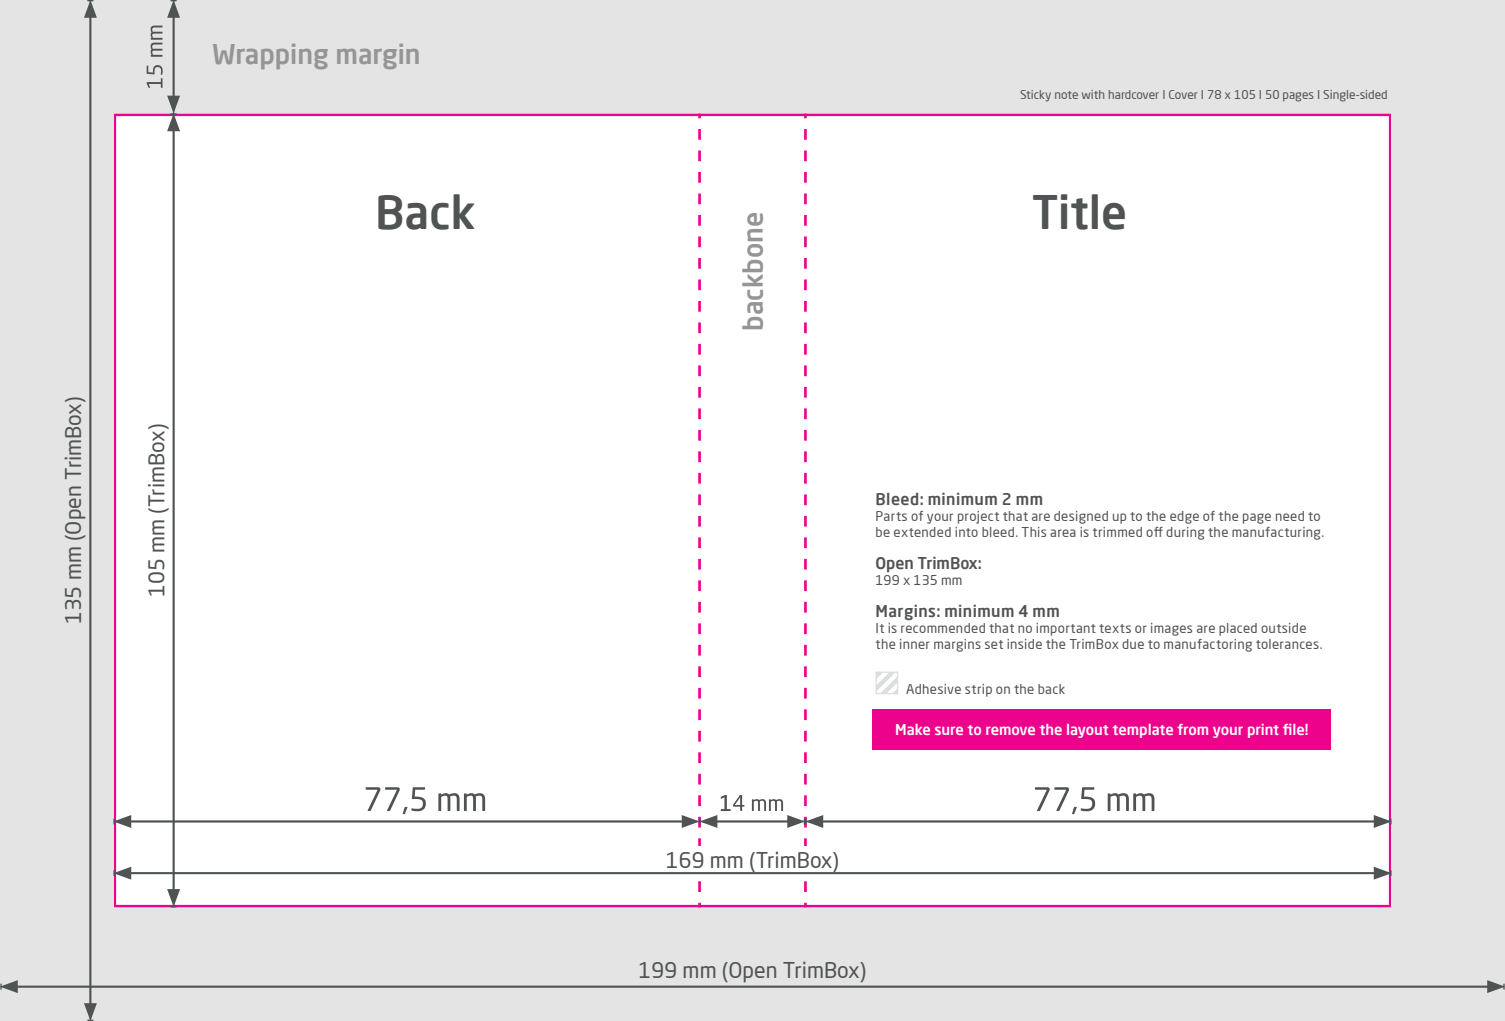 15 mm
Wrapping margin
Sticky note with hardcover I Cover I 78 x 105 I 50 pages I Single-sided
Back
backbone
Title
135 mm (Open TrimBox)
105 mm (TrimBox)
Bleed: minimum 2 mm
Parts of your project that are designed up to the edge of the page need to
be extended into bleed. This area is trimmed off during the manufacturing.
Open TrimBox:
199 x 135 mm
Margins: minimum 4 mm
It is recommended that no important texts or images are placed outside
the inner margins set inside the TrimBox due to manufactoring tolerances.
Adhesive strip on the back
Make sure to remove the layout template from your print file!
77,5 mm
14 mm
77,5 mm
169 mm (TrimBox)
199 mm (Open TrimBox)